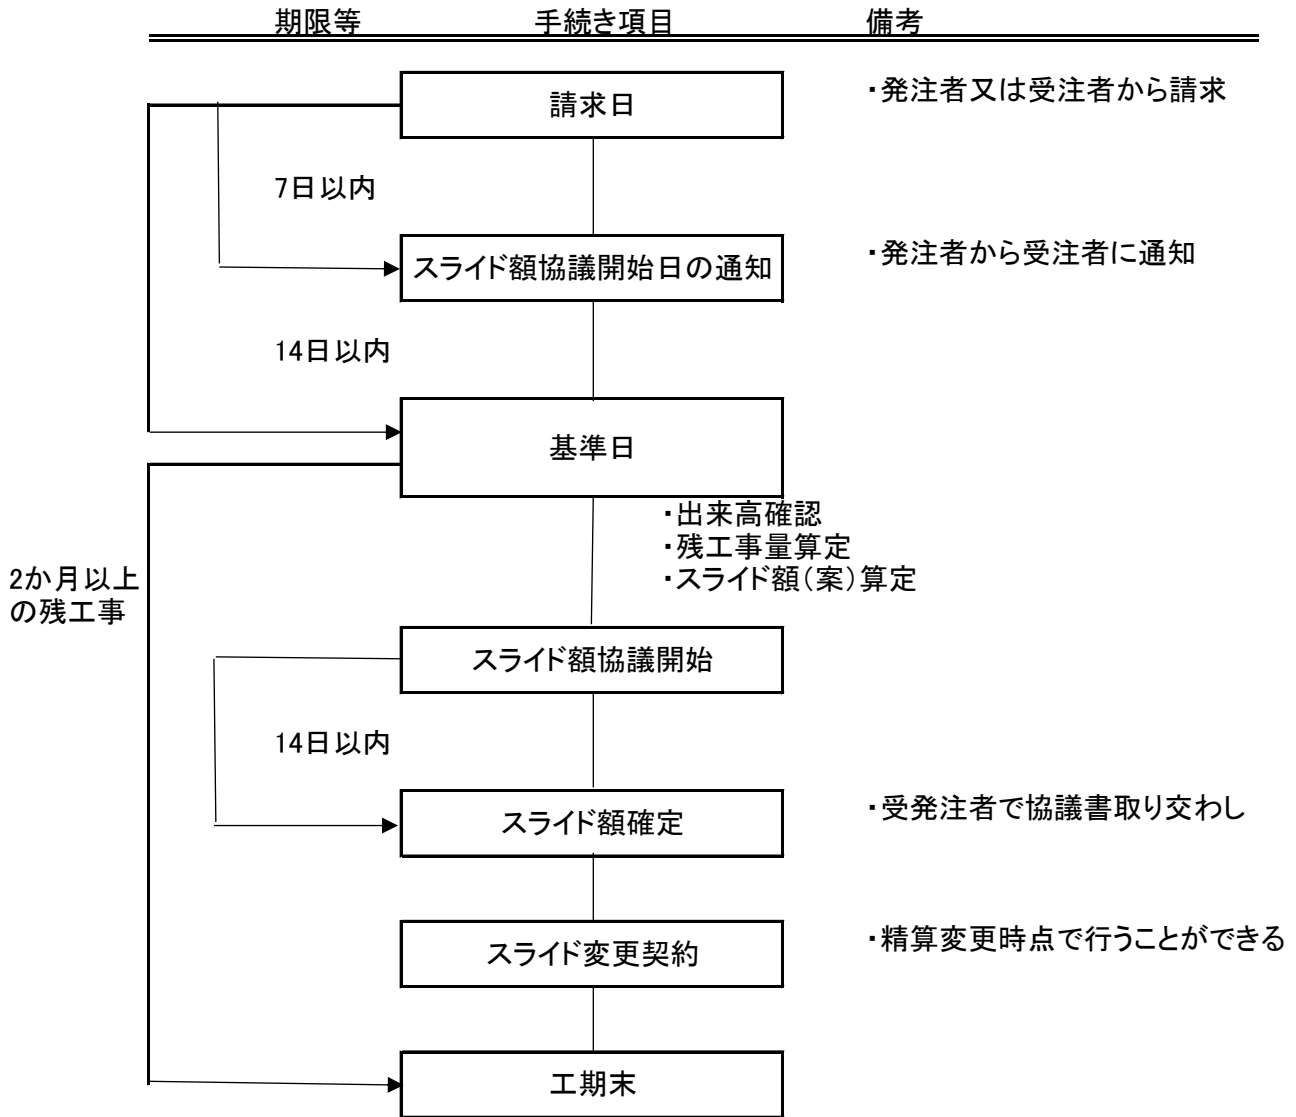 期限等 手続き項目 備考
請求日 ・発注者又は受注者から請求
7日以内
スライド額協議開始日の通知 ・発注者から受注者に通知
14日以内
基準日
・出来高確認
・残工事量算定
・スライド額(案)算定
2か月以上
の残工事
スライド額協議開始
14日以内
スライド額確定 ・受発注者で協議書取り交わし
スライド変更契約 ・精算変更時点で行うことができる
工期末